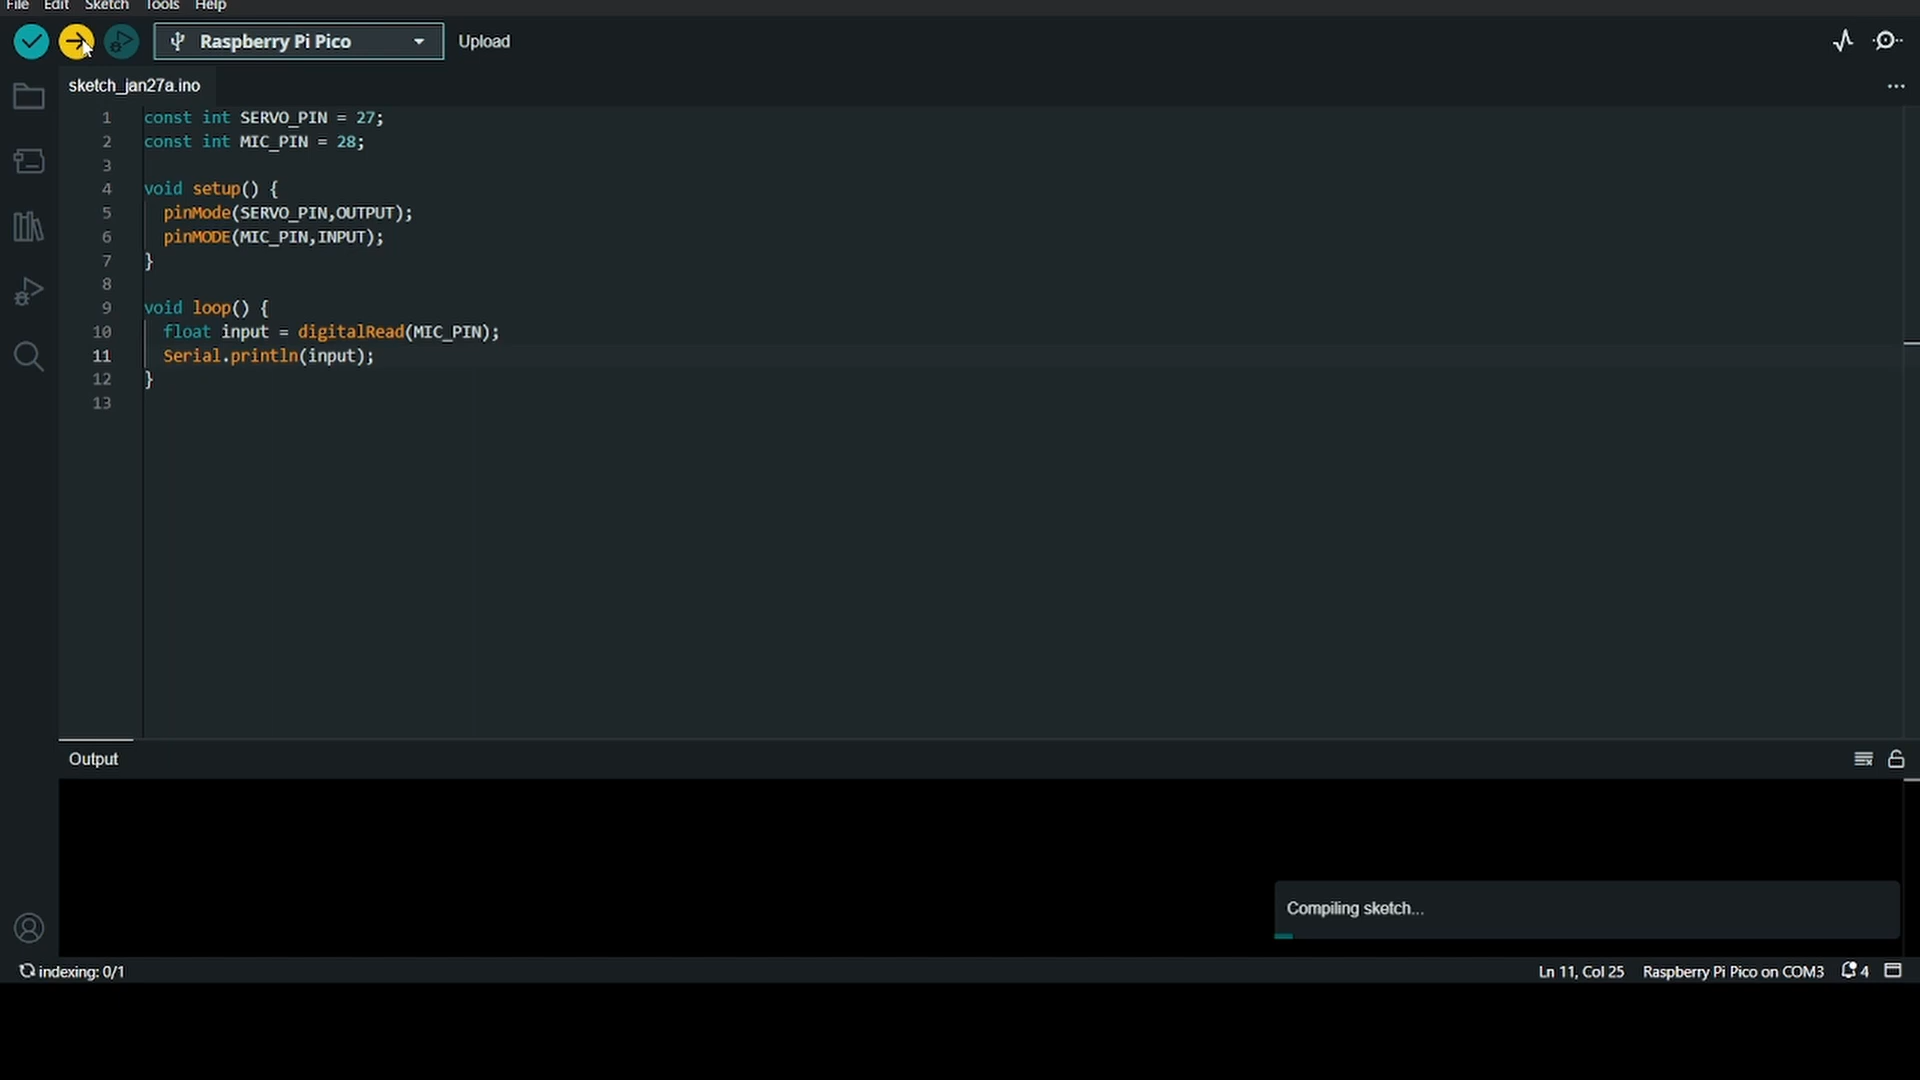 File Edit Sketch Tools Help
Raspberry Pi Pico Upload
sketch_jan27a.ino
1 const int SERVO_PIN = 27;
2 const int MIC_PIN = 28;
3
4 void setup() {
5 pinMode(SERVO_PIN,OUTPUT);
6 pinMODE(MIC_PIN,INPUT);
7 }
8
9 void loop() {
10 float input = digitalRead(MIC_PIN);
11 Serial.println(input);
12 }
13
Output
Compiling sketch...
indexing: 0/1 Ln 11, Col 25 Raspberry Pi Pico on COM3 4